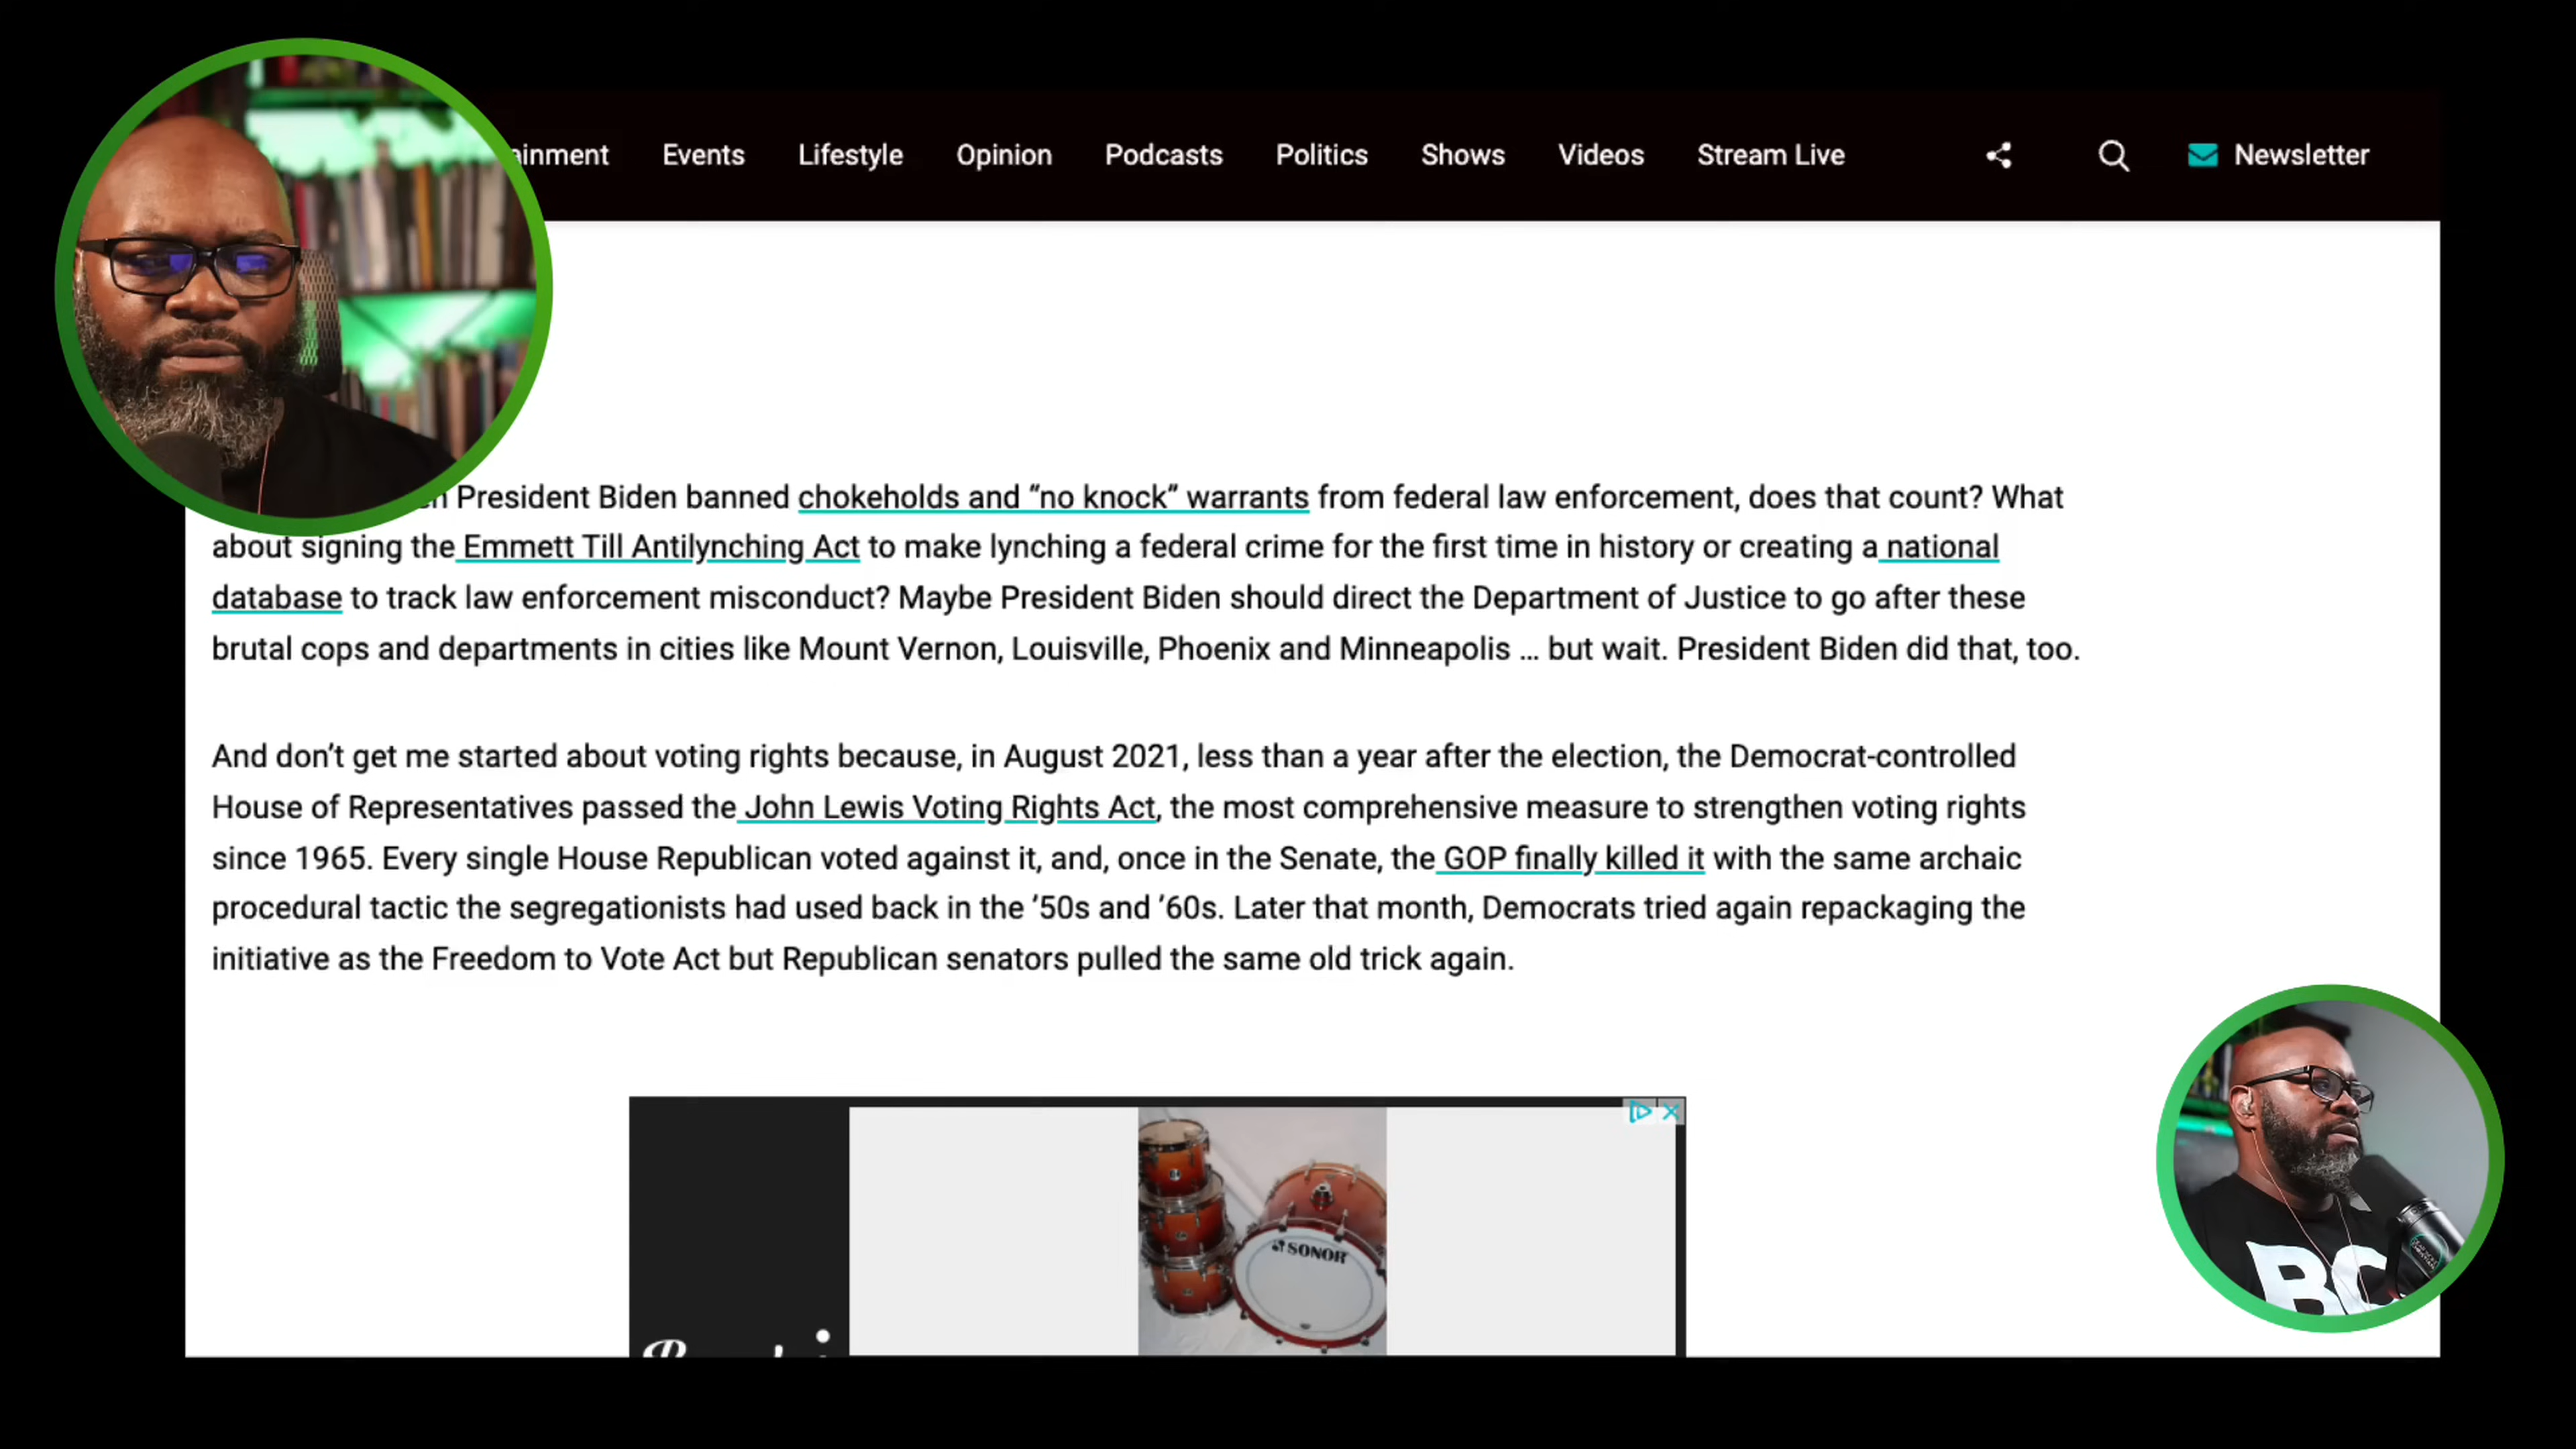 Events Lifestyle Opinion Podcasts Politics Shows Videos Stream Live Newsletter
President Biden banned chokeholds and “no knock” warrants from federal law enforcement, does that count? What
about signing the Emmett Till Antilynching Act to make lynching a federal crime for the first time in history or creating a national
database to track law enforcement misconduct? Maybe President Biden should direct the Department of Justice to go after these
brutal cops and departments in cities like Mount Vernon, Louisville, Phoenix and Minneapolis ... but wait. President Biden did that, too.
And don’t get me started about voting rights because, in August 2021, less than a year after the election, the Democrat-controlled
House of Representatives passed the John Lewis Voting Rights Act, the most comprehensive measure to strengthen voting rights
since 1965. Every single House Republican voted against it, and, once in the Senate, the GOP finally killed it with the same archaic
procedural tactic the segregationists had used back in the ’50s and ’60s. Later that month, Democrats tried again repackaging the
initiative as the Freedom to Vote Act but Republican senators pulled the same old trick again.
SONOR
BC